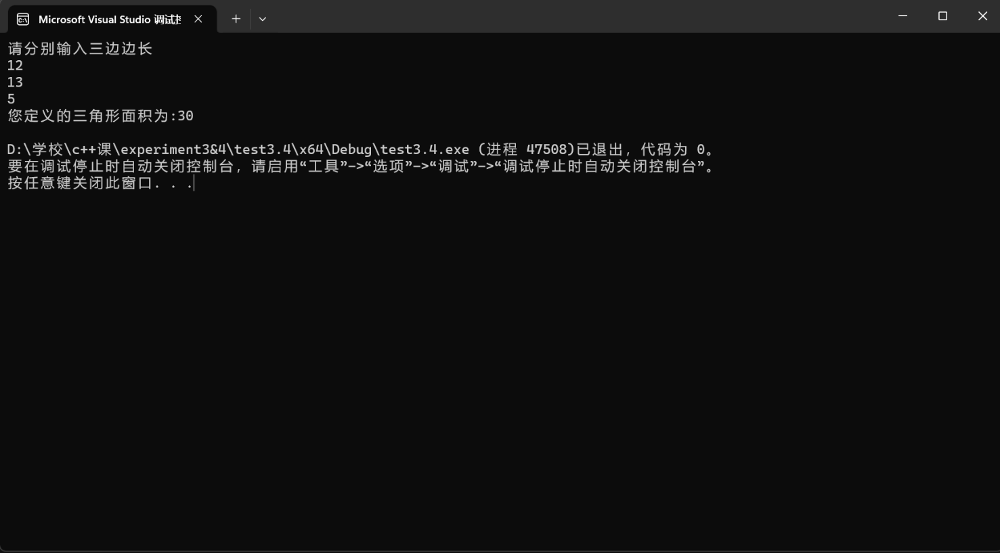 Microsoft Visual Studio 调试
请分别输入三边边长
12
13
5
您定义的三角形面积为:30
D:\学校\c++课\experiment3&4\test3.4\x64\Debug\test3.4.exe (进程 47508)已退出，代码为 0。
要在调试停止时自动关闭控制台，请启用“工具”->“选项”->“调试”->“调试停止时自动关闭控制台”。
按任意键关闭此窗口. . .